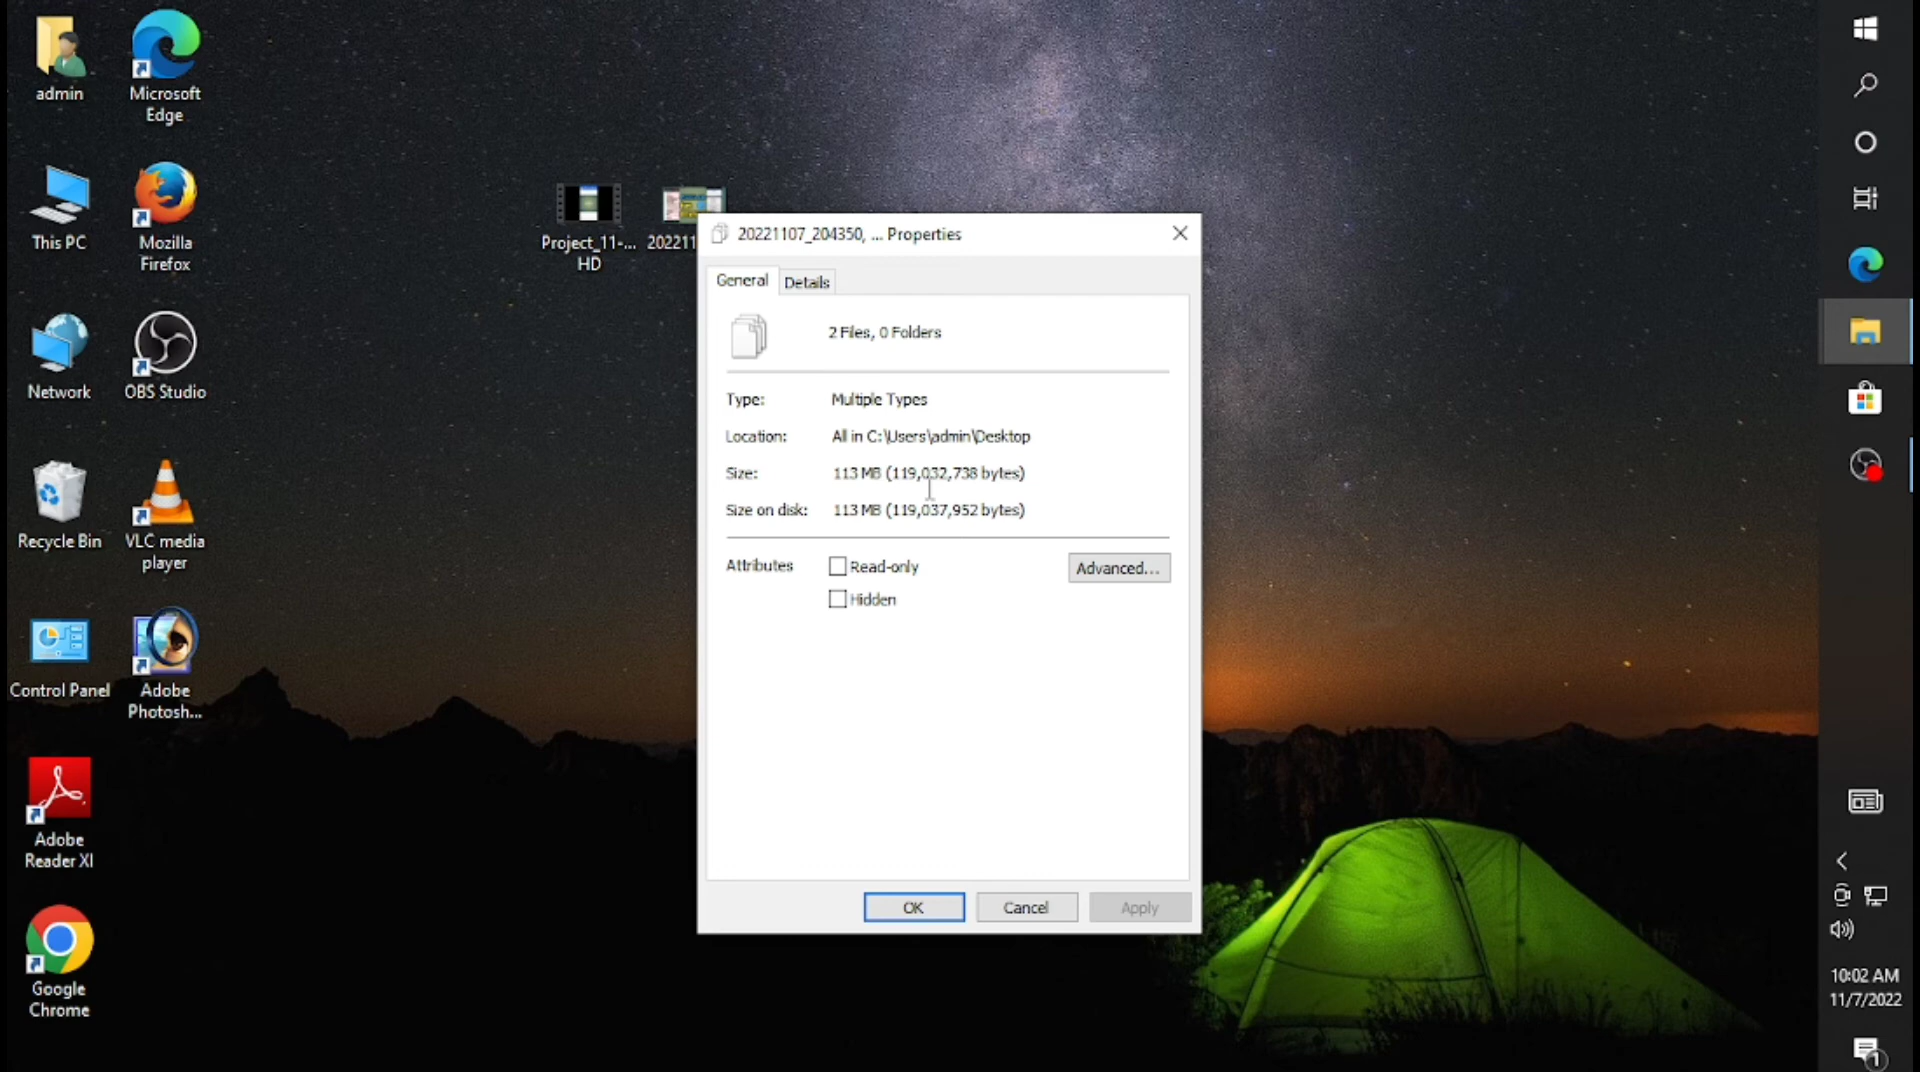 admin
Microsoft
Edge
This PC
Mozilla
Firefox
Network
OBS Studio
Recycle Bin
VLC media
player
Control Panel
Adobe
Photosh...
Adobe
Reader XI
Google
Chrome
Project_11-...
HD
202211
20221107_204350, ... Properties
General
Details
2 Files, 0 Folders
Type: Multiple Types
Location: All in C:\Users\admin\Desktop
Size: 113 MB (119,032,738 bytes)
Size on disk: 113 MB (119,037,952 bytes)
Attributes
Read-only
Advanced...
Hidden
OK
Cancel
Apply
10:02 AM
11/7/2022
1